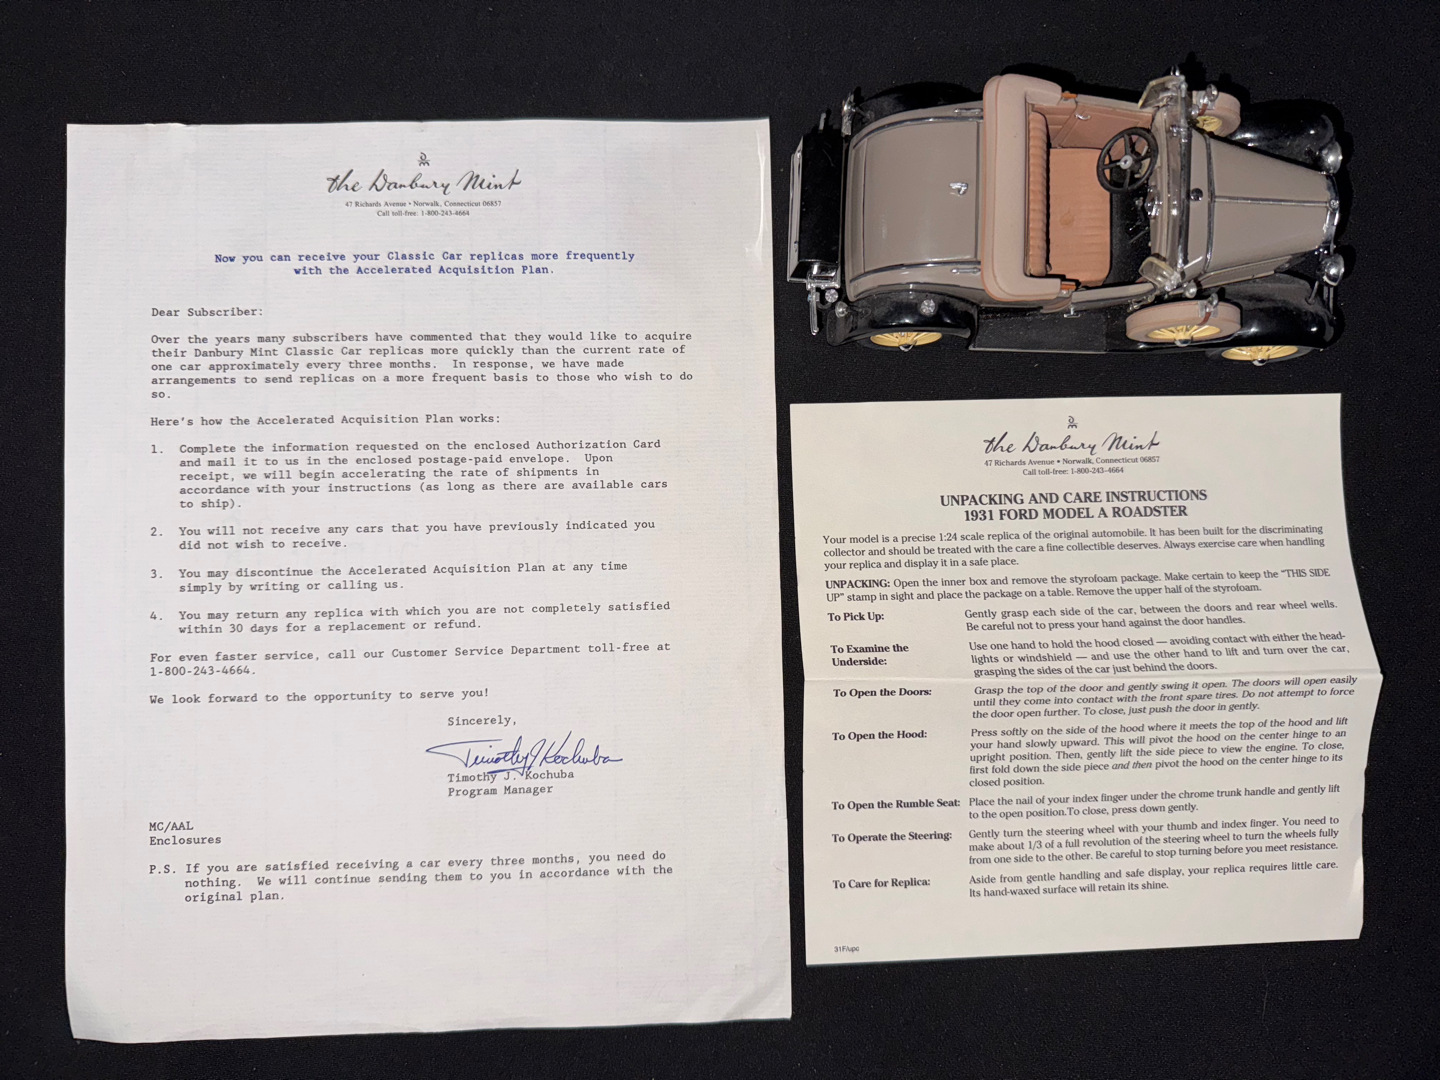 the Danbury Mint
47 Richards Avenue • Norwalk, Connecticut 06857
Call toll-free: 1-800-243-4664
Now you can receive your Classic Car replicas more frequently
with the Accelerated Acquisition Plan.
Dear Subscriber:
Over the years many subscribers have commented that they would like to acquire
their Danbury Mint Classic Car replicas more quickly than the current rate of
one car approximately every three months.  In response, we have made
arrangements to send replicas on a more frequent basis to those who wish to do
so.
Here's how the Accelerated Acquisition Plan works:
1. Complete the information requested on the enclosed Authorization Card
and mail it to us in the enclosed postage-paid envelope.  Upon
receipt, we will begin accelerating the rate of shipments in
accordance with your instructions (as long as there are available cars
to ship).
2. You will not receive any cars that you have previously indicated you
did not wish to receive.
3. You may discontinue the Accelerated Acquisition Plan at any time
simply by writing or calling us.
4. You may return any replica with which you are not completely satisfied
within 30 days for a replacement or refund.
For even faster service, call our Customer Service Department toll-free at
1-800-243-4664.
We look forward to the opportunity to serve you!
Sincerely,
Timothy J Kochuba
Timothy J. Kochuba
Program Manager
MC/AAL
Enclosures
P.S. If you are satisfied receiving a car every three months, you need do
nothing.  We will continue sending them to you in accordance with the
original plan.
the Danbury Mint
47 Richards Avenue • Norwalk, Connecticut 06857
Call toll-free: 1-800-243-4664
UNPACKING AND CARE INSTRUCTIONS
1931 FORD MODEL A ROADSTER
Your model is a precise 1:24 scale replica of the original automobile. It has been built for the discriminating
collector and should be treated with the care a fine collectible deserves. Always exercise care when handling
your replica and display it in a safe place.
UNPACKING: Open the inner box and remove the styrofoam package. Make certain to keep the "THIS SIDE
UP" stamp in sight and place the package on a table. Remove the upper half of the styrofoam.
To Pick Up: Gently grasp each side of the car, between the doors and rear wheel wells.
Be careful not to press your hand against the door handles.
To Examine the Use one hand to hold the hood closed — avoiding contact with either the head-
Underside: lights or windshield — and use the other hand to lift and turn over the car,
grasping the sides of the car just behind the doors.
To Open the Doors: Grasp the top of the door and gently swing it open. The doors will open easily
until they come into contact with the front spare tires. Do not attempt to force
the door open further. To close, just push the door in gently.
To Open the Hood: Press softly on the side of the hood where it meets the top of the hood and lift
your hand slowly upward. This will pivot the hood on the center hinge to an
upright position. Then, gently lift the side piece to view the engine. To close,
first fold down the side piece and then pivot the hood on the center hinge to its
closed position.
To Open the Rumble Seat: Place the nail of your index finger under the chrome trunk handle and gently lift
to the open position.To close, press down gently.
To Operate the Steering: Gently turn the steering wheel with your thumb and index finger. You need to
make about 1/3 of a full revolution of the steering wheel to turn the wheels fully
from one side to the other. Be careful to stop turning before you meet resistance.
To Care for Replica: Aside from gentle handling and safe display, your replica requires little care.
Its hand-waxed surface will retain its shine.
31F/upc